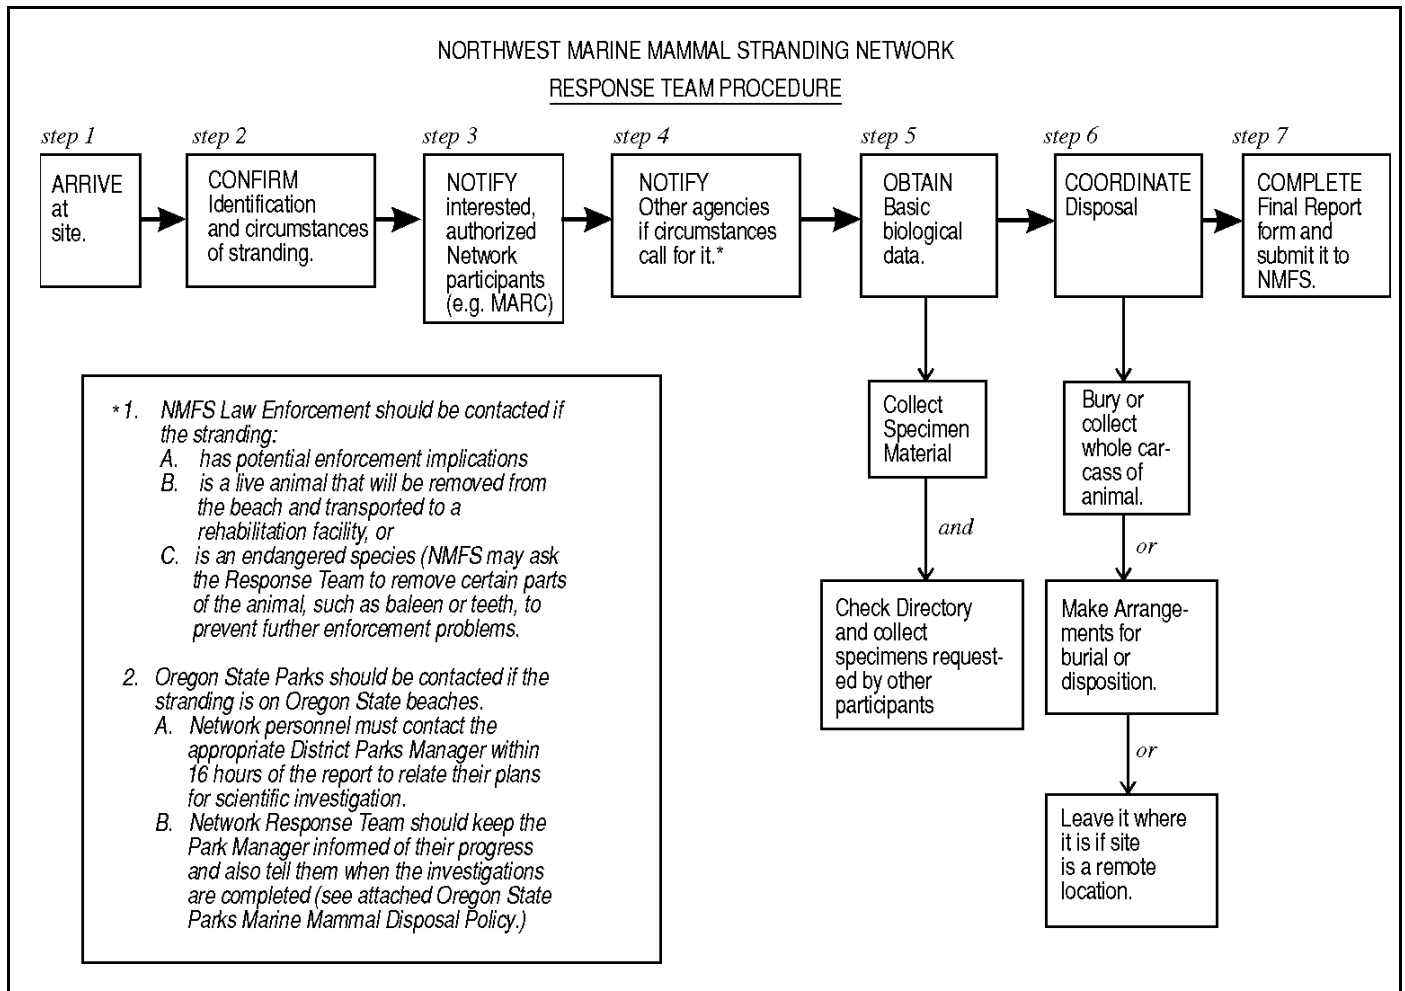 NORTHWEST MARINE MAMMAL STRANDING NETWORK
RESPONSE TEAM PROCEDURE
step 1
ARRIVE
at
site.
step 2
CONFIRM
Identification
and circumstances
of stranding.
step 3
NOTIFY
interested,
authorized
Network
participants
(e.g. MARC)
step 4
NOTIFY
Other agencies
if circumstances
call for it.*
step 5
OBTAIN
Basic
biological
data.
step 6
COORDINATE
Disposal
step 7
COMPLETE
Final Report
form and
submit it to
NMFS.
Collect
Specimen
Material
and
Check Directory
and collect
specimens request-
ed by other
participants
Bury or
collect
whole car-
cass of
animal.
or
Make Arrange-
ments for
burial or
disposition.
or
Leave it where
it is if site
is a remote
location.
*1. NMFS Law Enforcement should be contacted if
the stranding:
A. has potential enforcement implications
B. is a live animal that will be removed from
the beach and transported to a
rehabilitation facility, or
C. is an endangered species (NMFS may ask
the Response Team to remove certain parts
of the animal, such as baleen or teeth, to
prevent further enforcement problems.
2. Oregon State Parks should be contacted if the
stranding is on Oregon State beaches.
A. Network personnel must contact the
appropriate District Parks Manager within
16 hours of the report to relate their plans
for scientific investigation.
B. Network Response Team should keep the
Park Manager informed of their progress
and also tell them when the investigations
are completed (see attached Oregon State
Parks Marine Mammal Disposal Policy.)